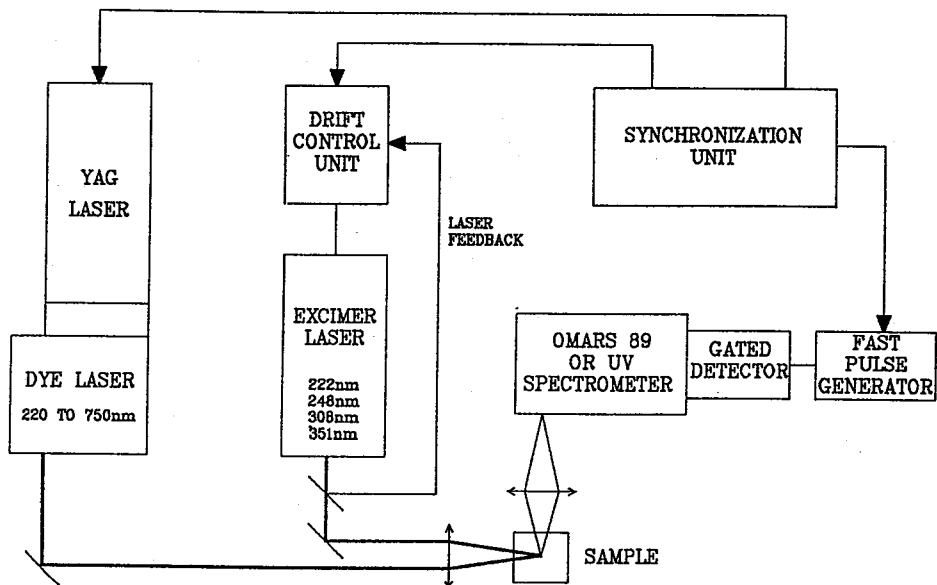 YAG
LASER
DRIFT
CONTROL
UNIT
SYNCHRONIZATION
UNIT
LASER
FEEDBACK
EXCIMER
LASER
222nm
248nm
308nm
351nm
DYE LASER
220 TO 750nm
OMARS 89
OR UV
SPECTROMETER
GATED
DETECTOR
FAST
PULSE
GENERATOR
SAMPLE